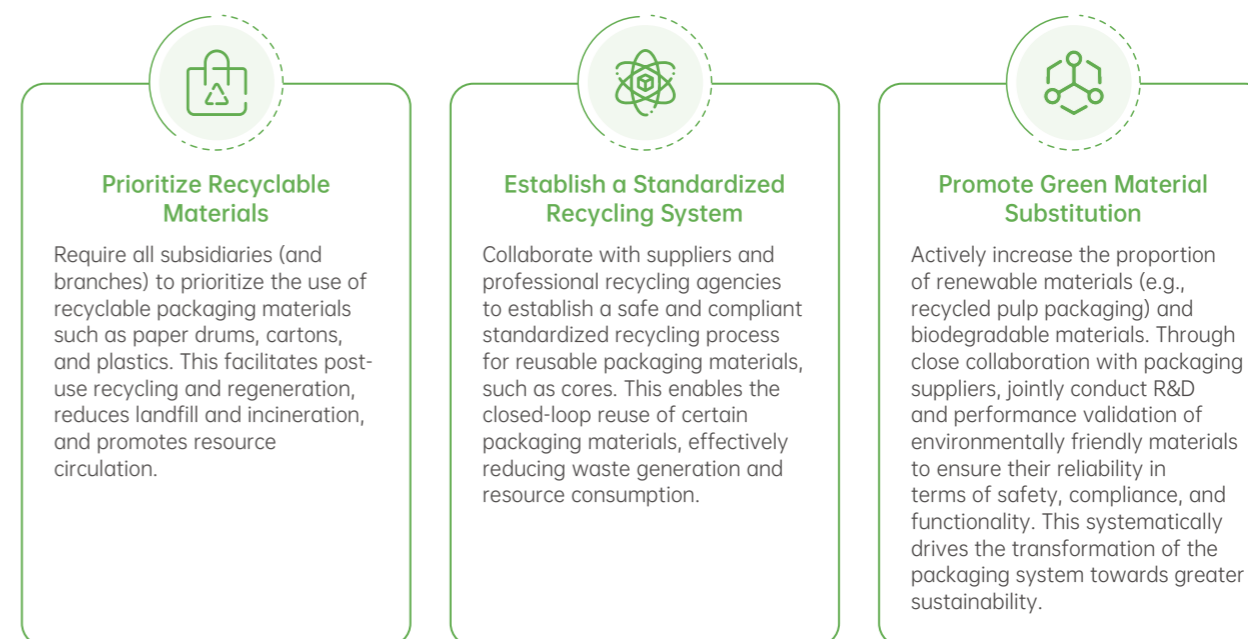 Prioritize Recyclable
Materials
Require all subsidiaries (and
branches) to prioritize the use of
recyclable packaging materials
such as paper drums, cartons,
and plastics. This facilitates post-
use recycling and regeneration,
reduces landfill and incineration,
and promotes resource
circulation.
Establish a Standardized
Recycling System
Collaborate with suppliers and
professional recycling agencies
to establish a safe and compliant
standardized recycling process
for reusable packaging materials,
such as cores. This enables the
closed-loop reuse of certain
packaging materials, effectively
reducing waste generation and
resource consumption.
Promote Green Material
Substitution
Actively increase the proportion
of renewable materials (e.g.,
recycled pulp packaging) and
biodegradable materials. Through
close collaboration with packaging
suppliers, jointly conduct R&D
and performance validation of
environmentally friendly materials
to ensure their reliability in
terms of safety, compliance, and
functionality. This systematically
drives the transformation of the
packaging system towards greater
sustainability.